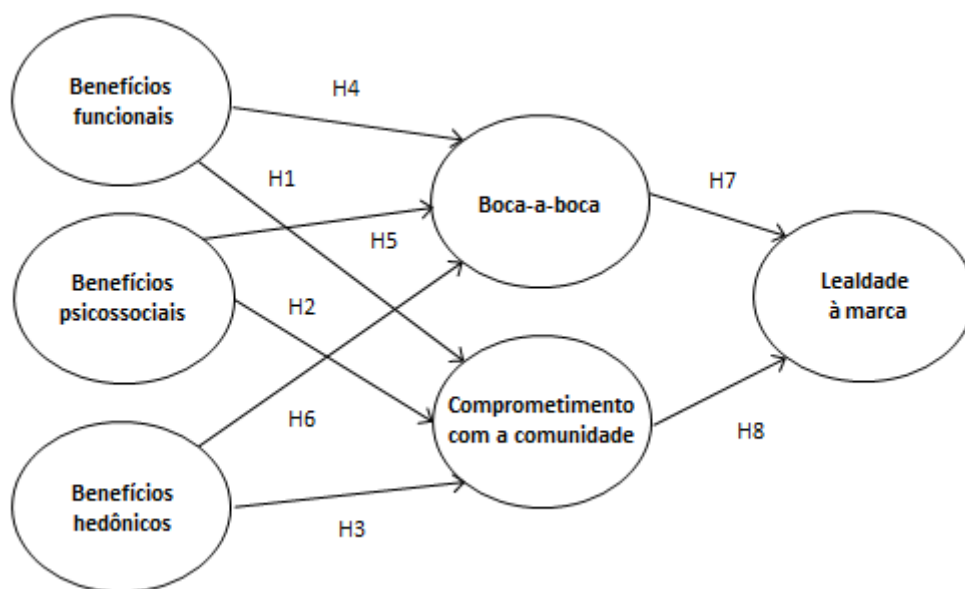 Benefícios
funcionais
H4
H1
Boca-a-boca
H7
H5
Benefícios
psicossociais
H2
Lealdade
à marca
Comprometimento
com a comunidade
H6
H8
Benefícios
hedônicos
H3